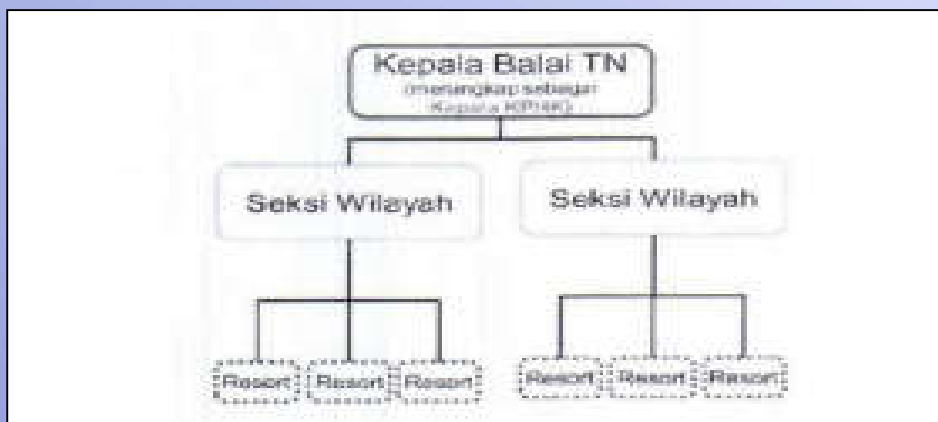 Kepala Balai TN
(merangkap sebagai
Kepala KPHK)
Seksi Wilayah
Seksi Wilayah
Resort
Resort
Resort
Resort
Resort
Resort